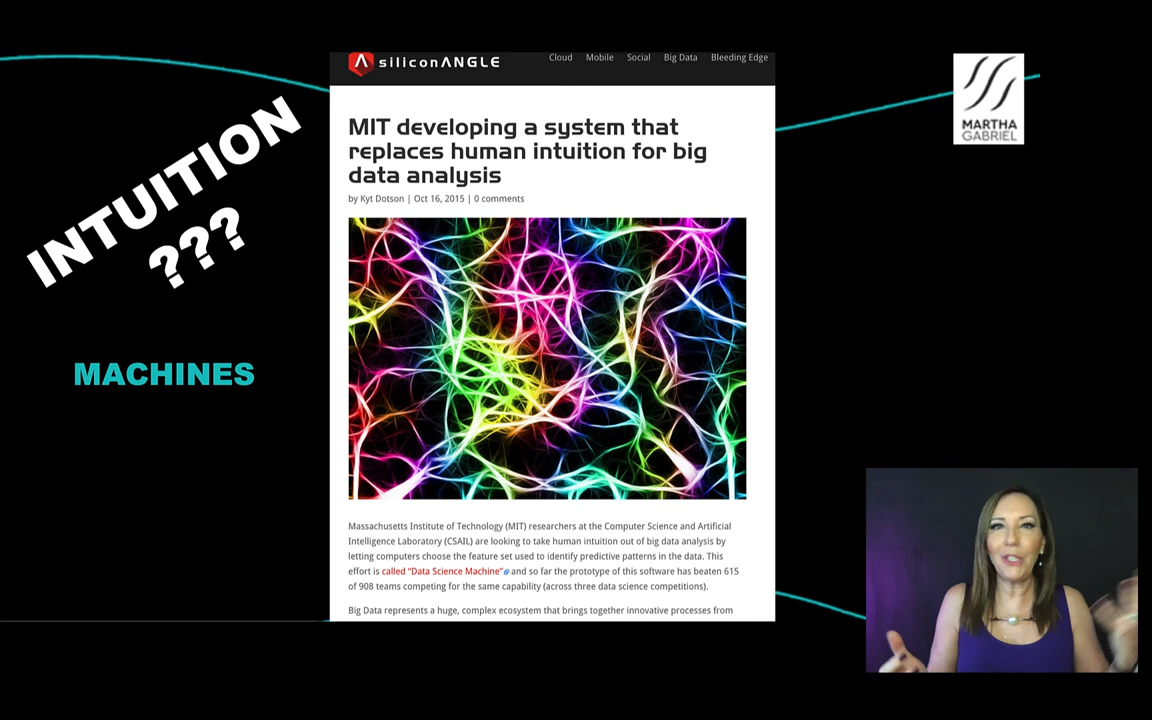 INTUITION
???
MACHINES
siliconANGLE
Cloud Mobile Social Big Data Bleeding Edge
MIT developing a system that
replaces human intuition for big
data analysis
by Kyt Dotson | Oct 16, 2015 | 0 comments
Massachusetts Institute of Technology (MIT) researchers at the Computer Science and Artificial
Intelligence Laboratory (CSAIL) are looking to take human intuition out of big data analysis by
letting computers choose the feature set used to identify predictive patterns in the data. This
effort is called "Data Science Machine" and so far the prototype of this software has beaten 615
of 908 teams competing for the same capability (across three data science competitions).
Big Data represents a huge, complex ecosystem that brings together innovative processes from
MARTHA
GABRIEL